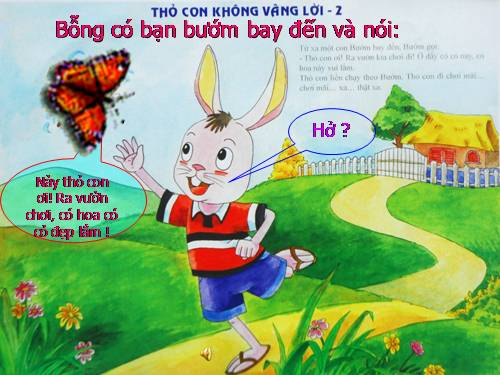 THỎ CON KHÔNG VÂNG LỜI - 2
Bỗng có bạn bướm bay đến và nói:
Từ xa một con Bướm bay đến, Bướm gọi:
- Thỏ con ơi! Ra vườn kia chơi đi! Ở đấy có cỏ này, có
hoa này vui lắm.
Thỏ con liền chạy theo Bướm. Thỏ con đi chơi mãi...
chơi mãi... xa... thật xa.
Hở ?
Này thỏ con
ơi! Ra vườn
chơi, có hoa có
cỏ đẹp lắm !